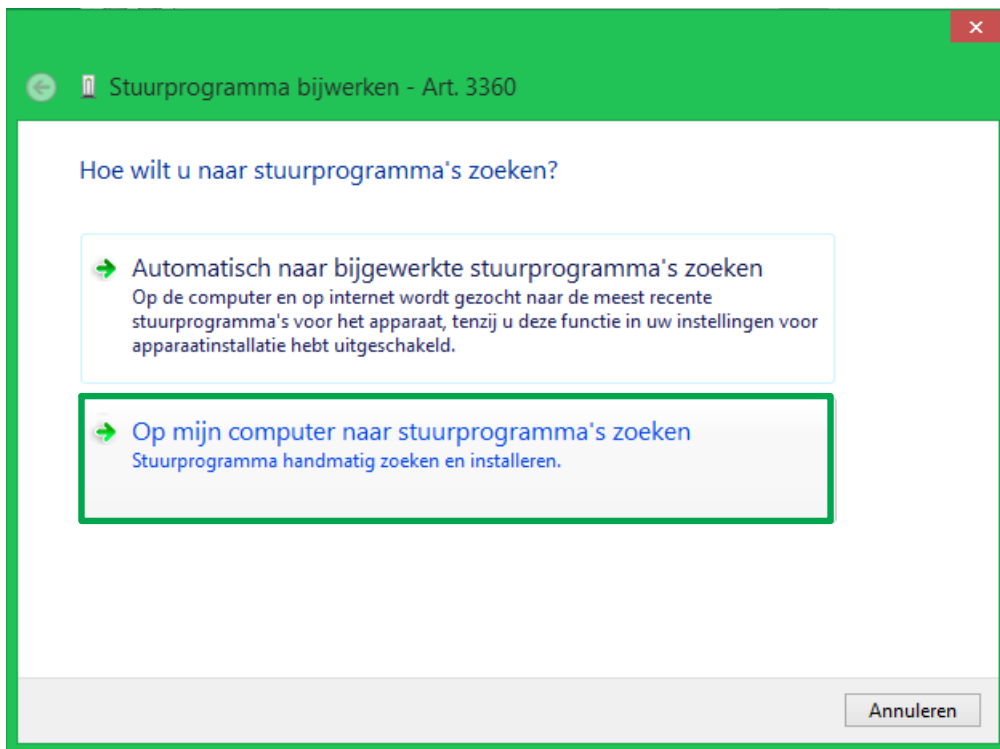 Stuurprogramma bijwerken - Art. 3360
Hoe wilt u naar stuurprogramma's zoeken?
Automatisch naar bijgewerkte stuurprogramma's zoeken
Op de computer en op internet wordt gezocht naar de meest recente
stuurprogramma's voor het apparaat, tenzij u deze functie in uw instellingen voor
apparaatinstallatie hebt uitgeschakeld.
Op mijn computer naar stuurprogramma's zoeken
Stuurprogramma handmatig zoeken en installeren.
Annuleren